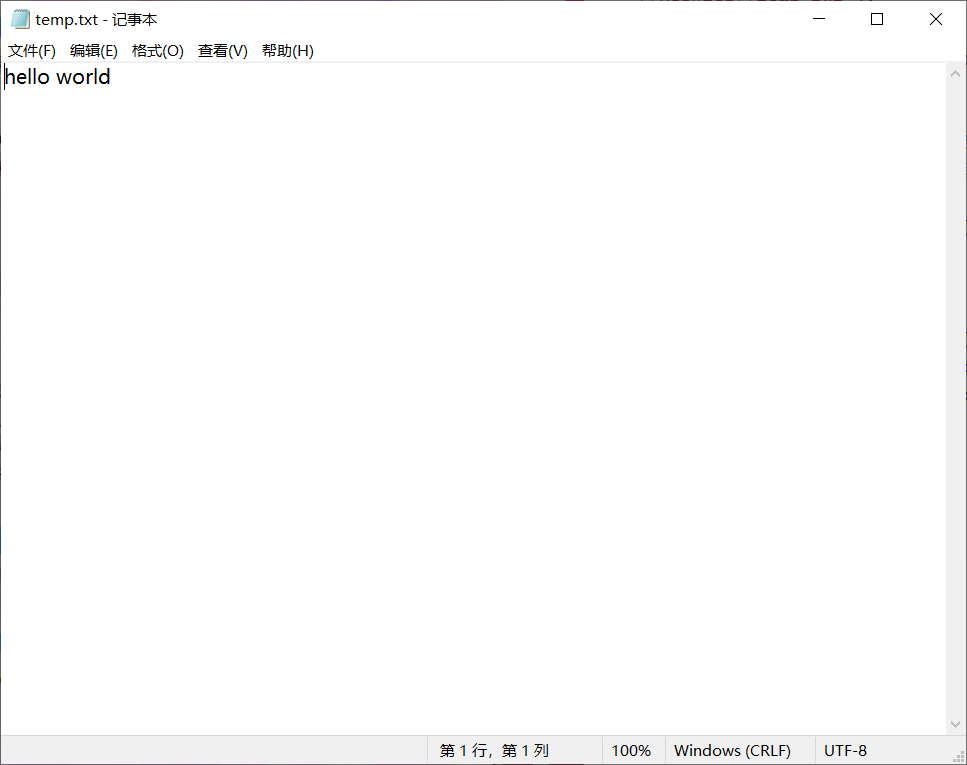 temp.txt - 记事本
文件(F) 编辑(E) 格式(O) 查看(V) 帮助(H)
hello world
第 1 行，第 1 列 100% Windows (CRLF) UTF-8